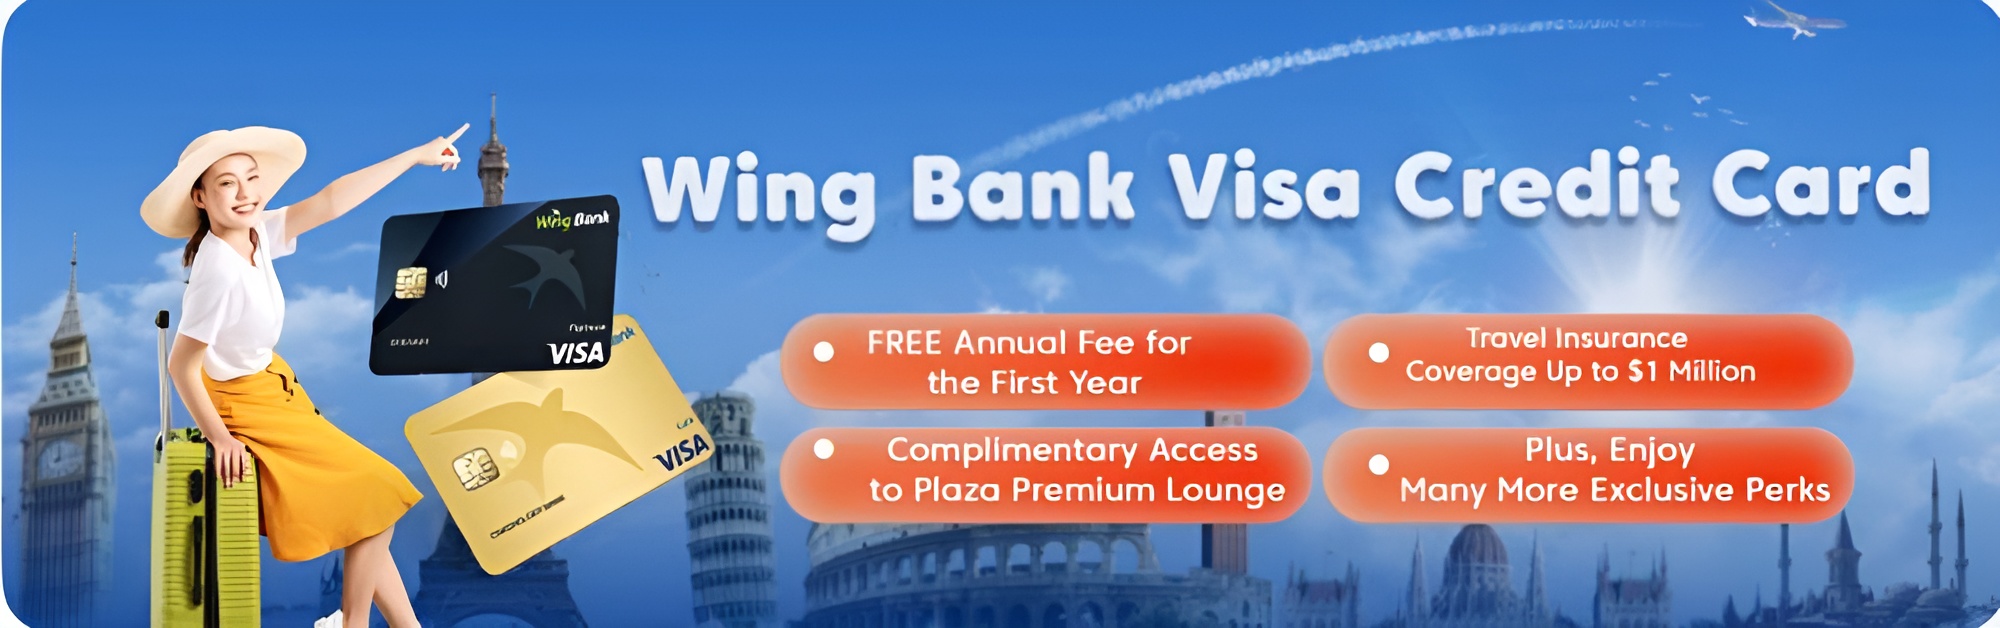 Wing Bank Visa Credit Card
FREE Annual Fee for
the First Year
Travel Insurance
Coverage Up to $1 Million
Complimentary Access
to Plaza Premium Lounge
Plus, Enjoy
Many More Exclusive Perks
Wing Bank
VISA
VISA